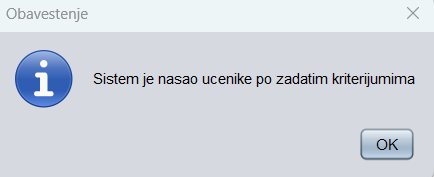 Obavestenje
Sistem je nasao ucenike po zadatim kriterijumima
OK